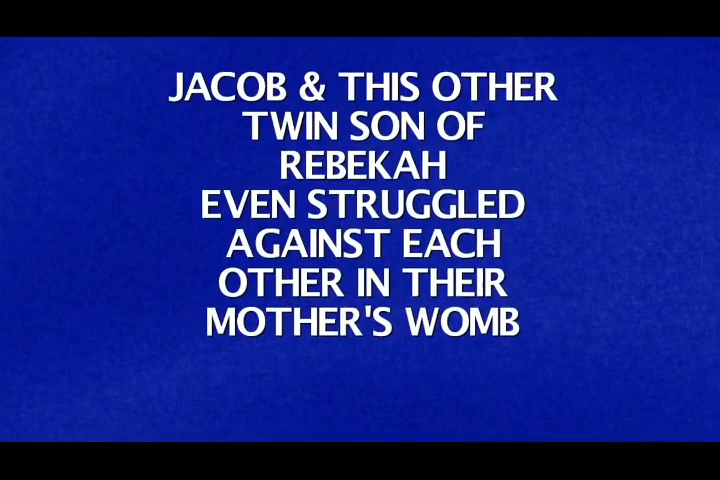 JACOB & THIS OTHER
TWIN SON OF
REBEKAH
EVEN STRUGGLED
AGAINST EACH
OTHER IN THEIR
MOTHER'S WOMB